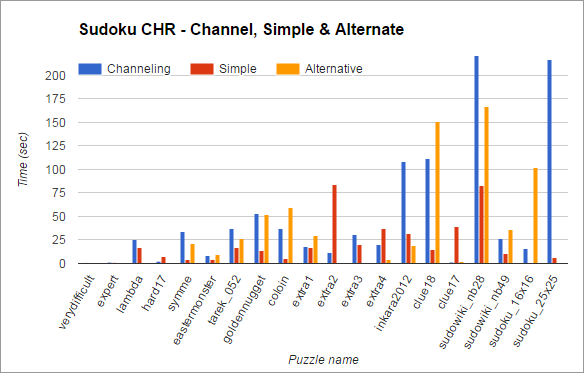 Sudoku CHR - Channel, Simple & Alternate
Channeling Simple Alternative
Time (sec)
200
175
150
125
100
75
50
25
0
verydifficult
expert
lambda
hard17
symme
eastermonster
tarek_052
goldennugget
coloin
extra1
extra2
extra3
extra4
inkara2012
clue18
clue17
sudowiki_nb28
sudowiki_nb49
sudoku_16x16
sudoku_25x25
Puzzle name